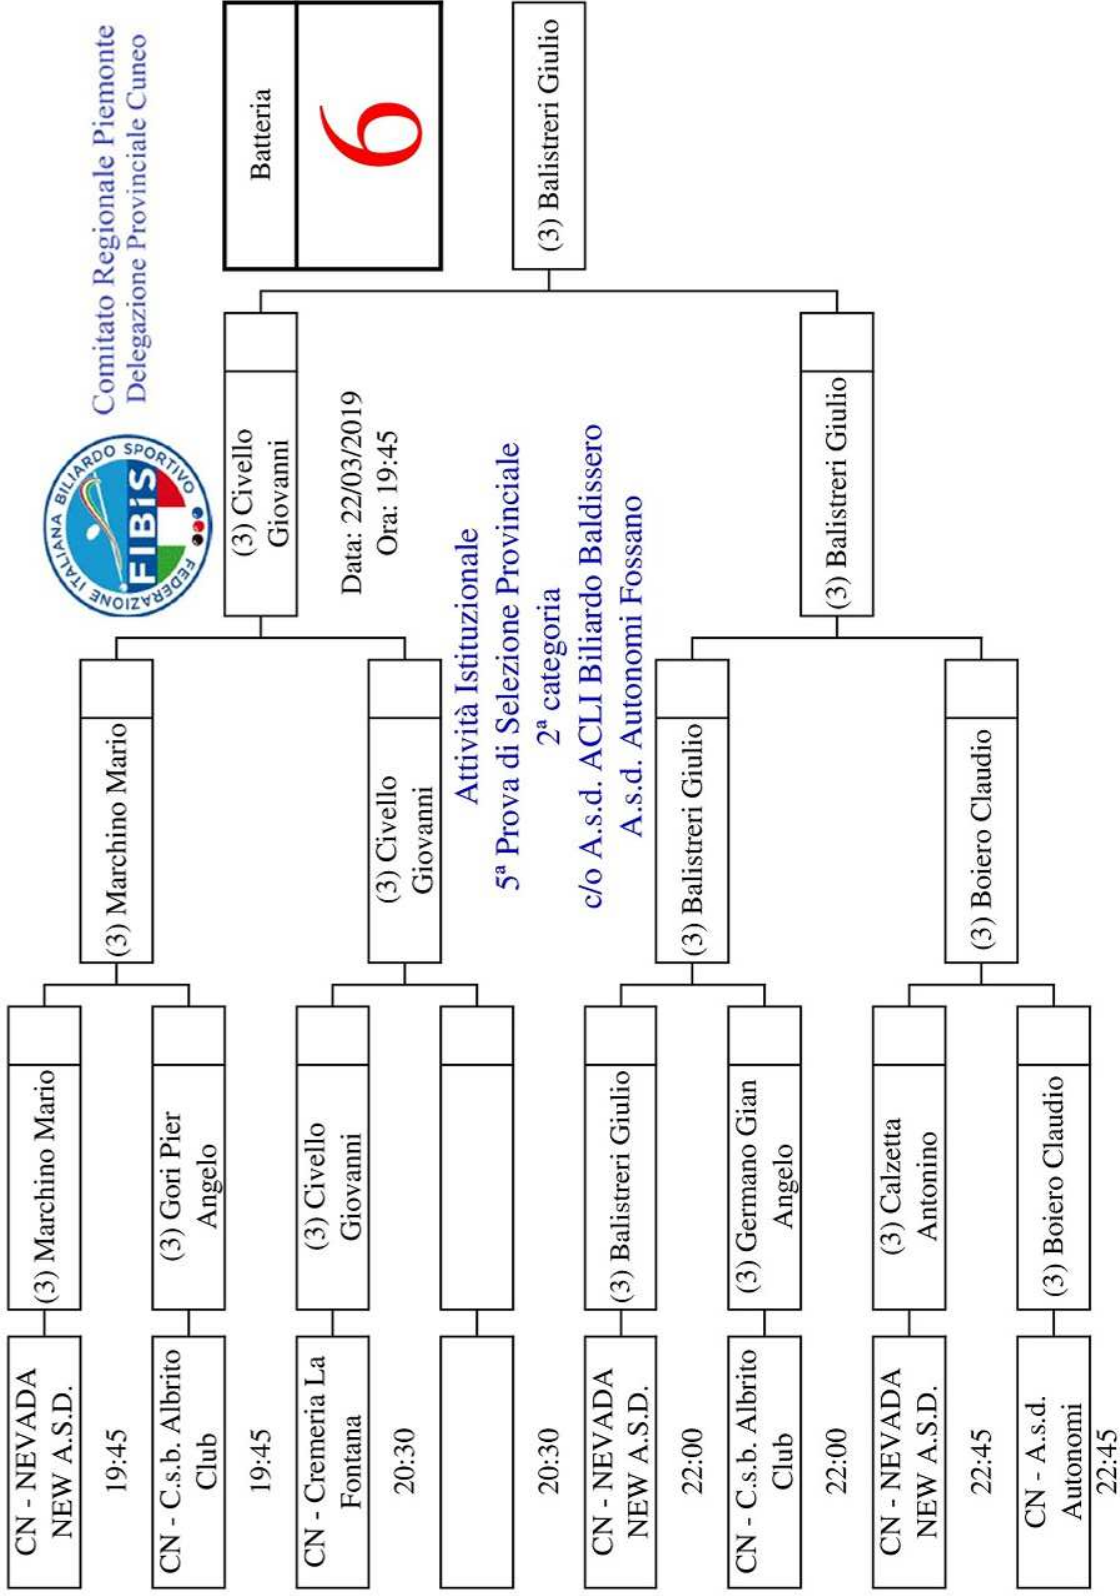 FEDERAZIONE ITALIANA BILIARDO SPORTIVO
FIBiS
Comitato Regionale Piemonte
Delegazione Provinciale Cuneo
Batteria
6
CN - NEVADA
NEW A.S.D.
(3) Marchino Mario
19:45
CN - C.s.b. Albrito
Club
(3) Gori Pier
Angelo
19:45
CN - Cremeria La
Fontana
(3) Civello
Giovanni
20:30
20:30
CN - NEVADA
NEW A.S.D.
(3) Balistreri Giulio
22:00
CN - C.s.b. Albrito
Club
(3) Germano Gian
Angelo
22:00
CN - NEVADA
NEW A.S.D.
(3) Calzetta
Antonino
22:45
CN - A.s.d.
Autonomi
(3) Boiero Claudio
22:45
(3) Marchino Mario
(3) Civello
Giovanni
(3) Balistreri Giulio
(3) Boiero Claudio
(3) Civello
Giovanni
Data: 22/03/2019
Ora: 19:45
Attività Istituzionale
5ª Prova di Selezione Provinciale
2ª categoria
c/o A.s.d. ACLI Biliardo Baldissero
A.s.d. Autonomi Fossano
(3) Balistreri Giulio
(3) Balistreri Giulio